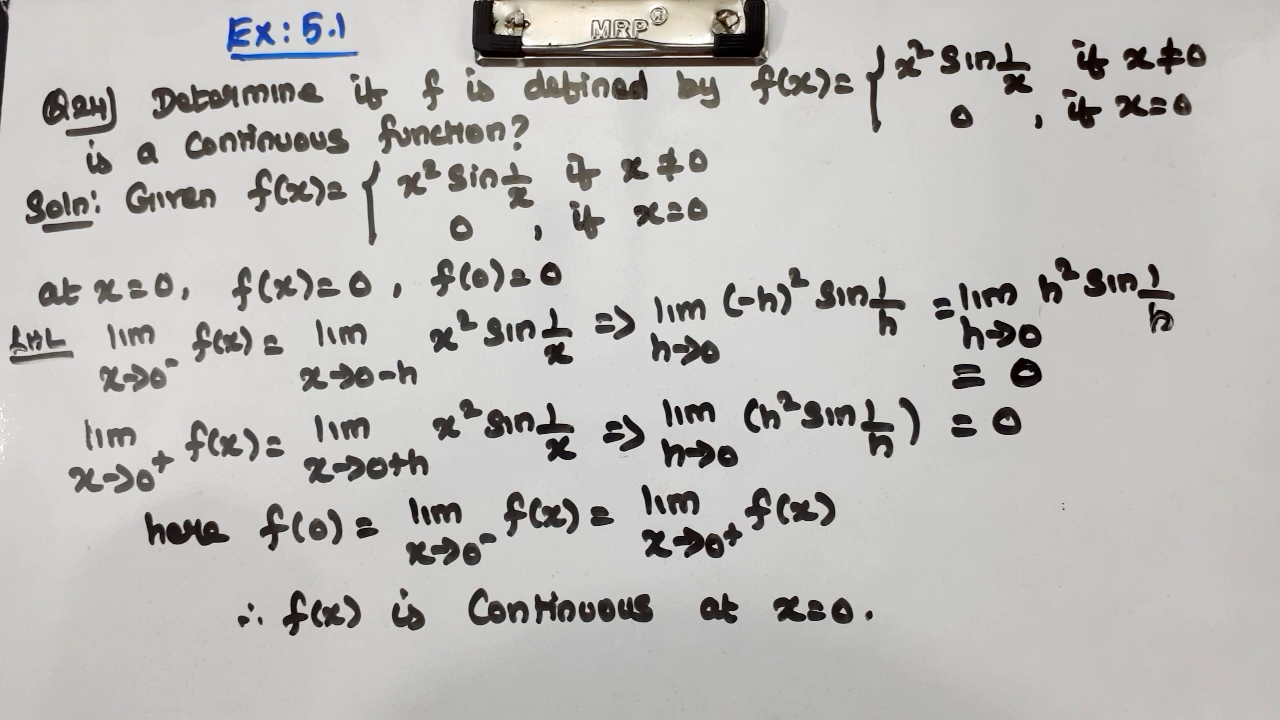 MRP®
Ex: 5.1
Q24) Determine if f is defined by f(x)= { x² sin 1/x if x≠0
0 , if x=0
is a continuous function?
Soln: Given f(x)= { x² sin 1/x if x≠0
0 , if x=0
at x=0, f(x)=0 , f(0)=0
LHL lim x→0⁻ f(x) = lim x→0-h x² sin 1/x => lim h→0 (-h)² sin 1/h = lim h→0 h² sin 1/h
= 0
lim x→0⁺ f(x) = lim x→0+h x² sin 1/x => lim h→0 (h² sin 1/h) = 0
here f(0) = lim x→0⁻ f(x) = lim x→0⁺ f(x)
∴ f(x) is Continuous at x=0.